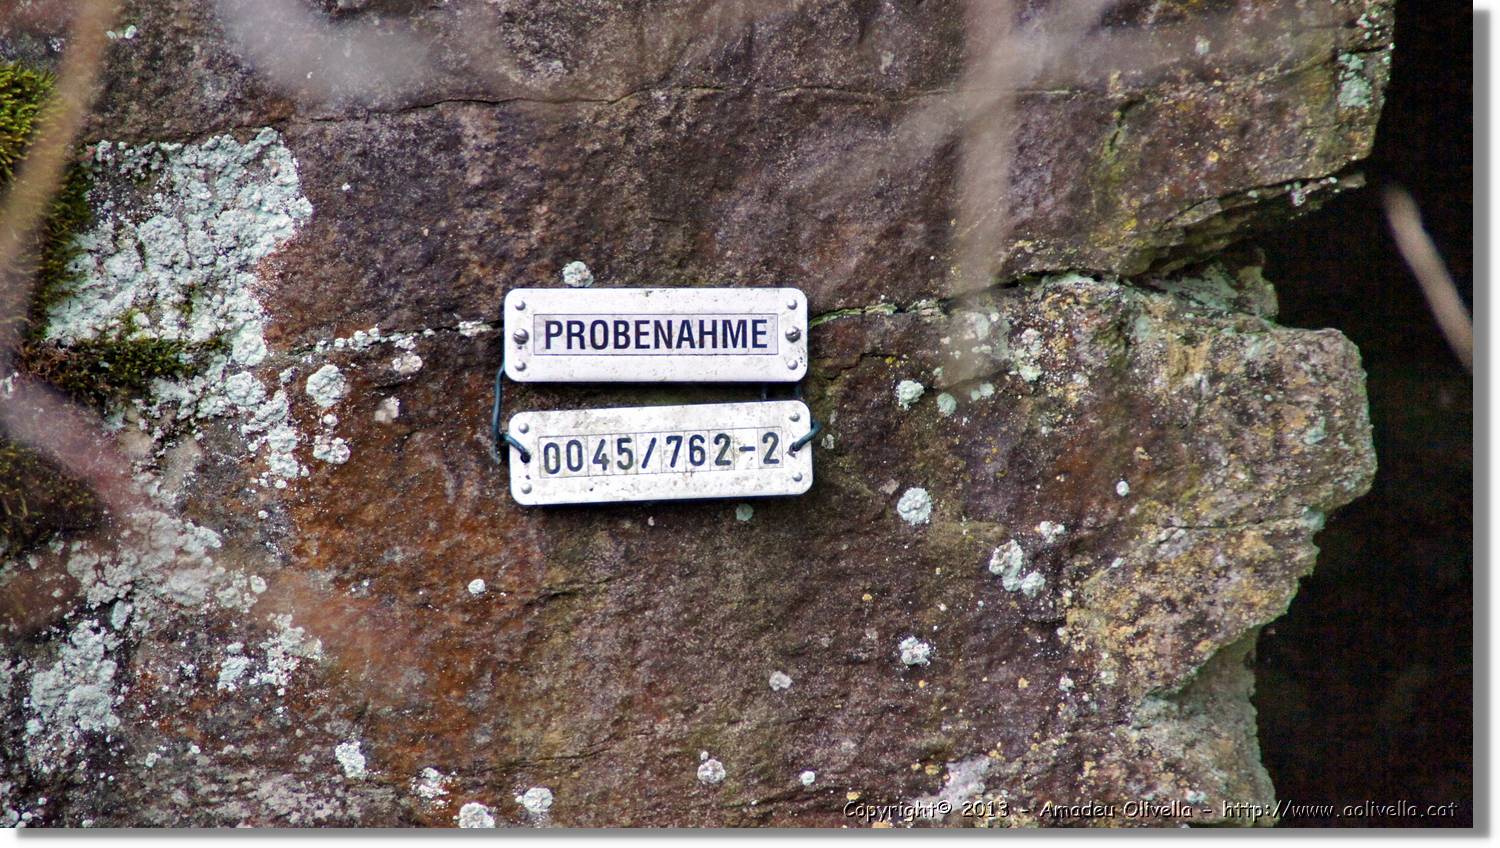 PROBENAHME
0045/762-2
Copyright© 2013 - Amadeu Olivella - http://www.aolivella.cat